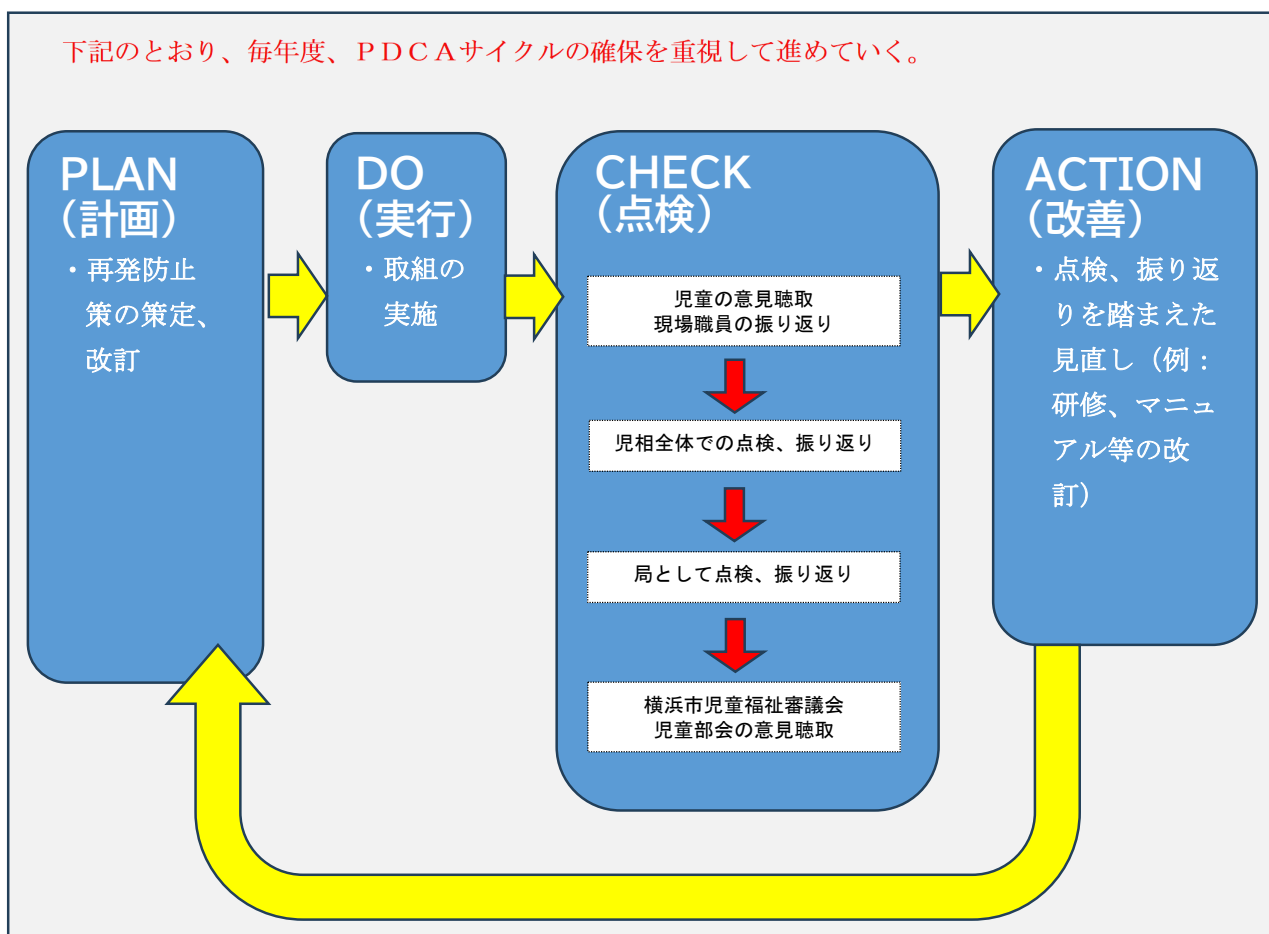 下記のとおり、毎年度、ＰＤＣＡサイクルの確保を重視して進めていく。
PLAN
（計画）
・再発防止
策の策定、
改訂
DO
（実行）
・取組の
実施
CHECK
（点検）
児童の意見聴取
現場職員の振り返り
児相全体での点検、振り返り
局として点検、振り返り
横浜市児童福祉審議会
児童部会の意見聴取
ACTION
（改善）
・点検、振り返
りを踏まえた
見直し（例：
研修、マニュ
アル等の改
訂）